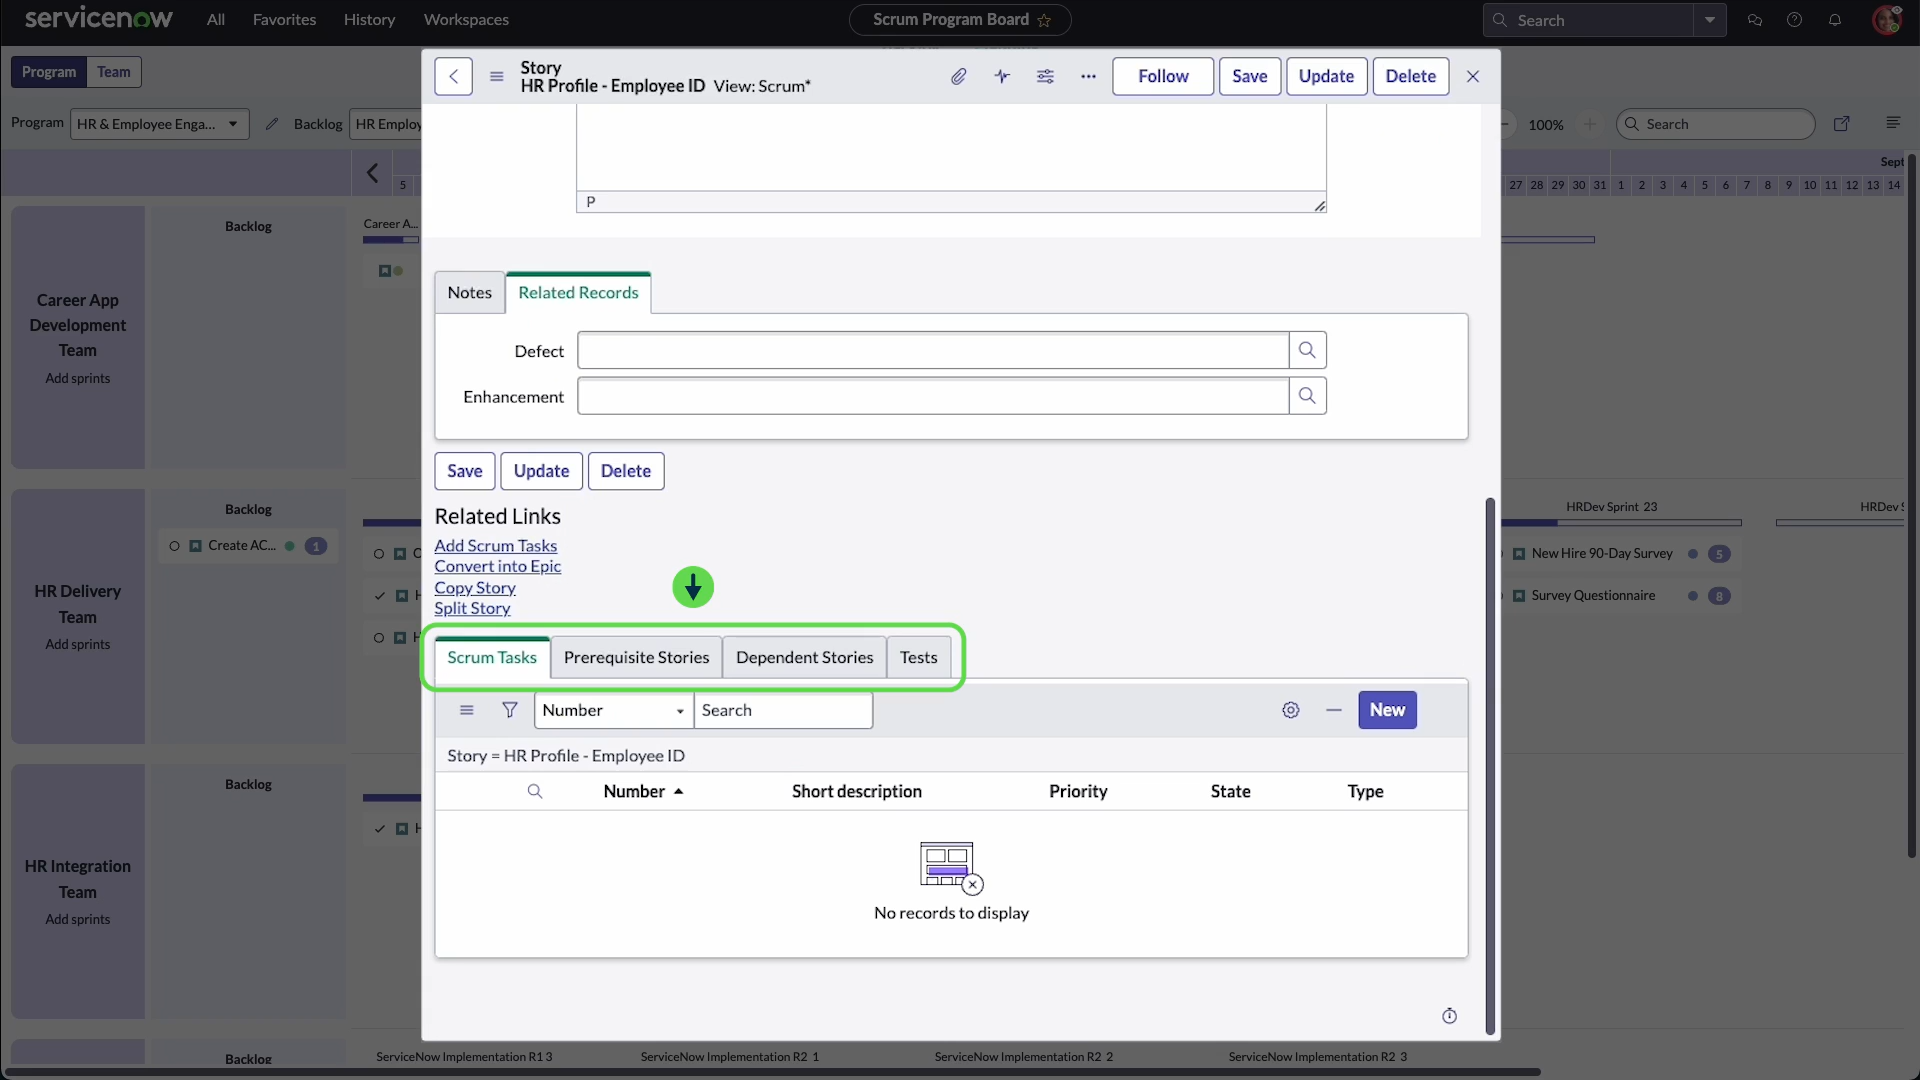 servicenow
All
Favorites
History
Workspaces
Scrum Program Board
Search
Program
Team
Story
HR Profile - Employee ID View: Scrum*
Follow
Save
Update
Delete
Program
HR & Employee Enga...
Backlog
HR Employ
100%
Search
Sept
5
27 28 29 30 31 1 2 3 4 5 6 7 8 9 10 11 12 13 14
P
Career App
Development
Team
Add sprints
Backlog
Career A...
Notes
Related Records
Defect
Enhancement
Save
Update
Delete
Related Links
Add Scrum Tasks
Convert into Epic
Copy Story
Split Story
HR Delivery
Team
Add sprints
Backlog
Create AC...
1
HRDev Sprint 23
HRDev S
New Hire 90-Day Survey
5
Survey Questionnaire
8
Scrum Tasks
Prerequisite Stories
Dependent Stories
Tests
Number
Search
New
Story = HR Profile - Employee ID
Number
Short description
Priority
State
Type
No records to display
HR Integration
Team
Add sprints
Backlog
Backlog
ServiceNow Implementation R1 3
ServiceNow Implementation R2 1
ServiceNow Implementation R2 2
ServiceNow Implementation R2 3